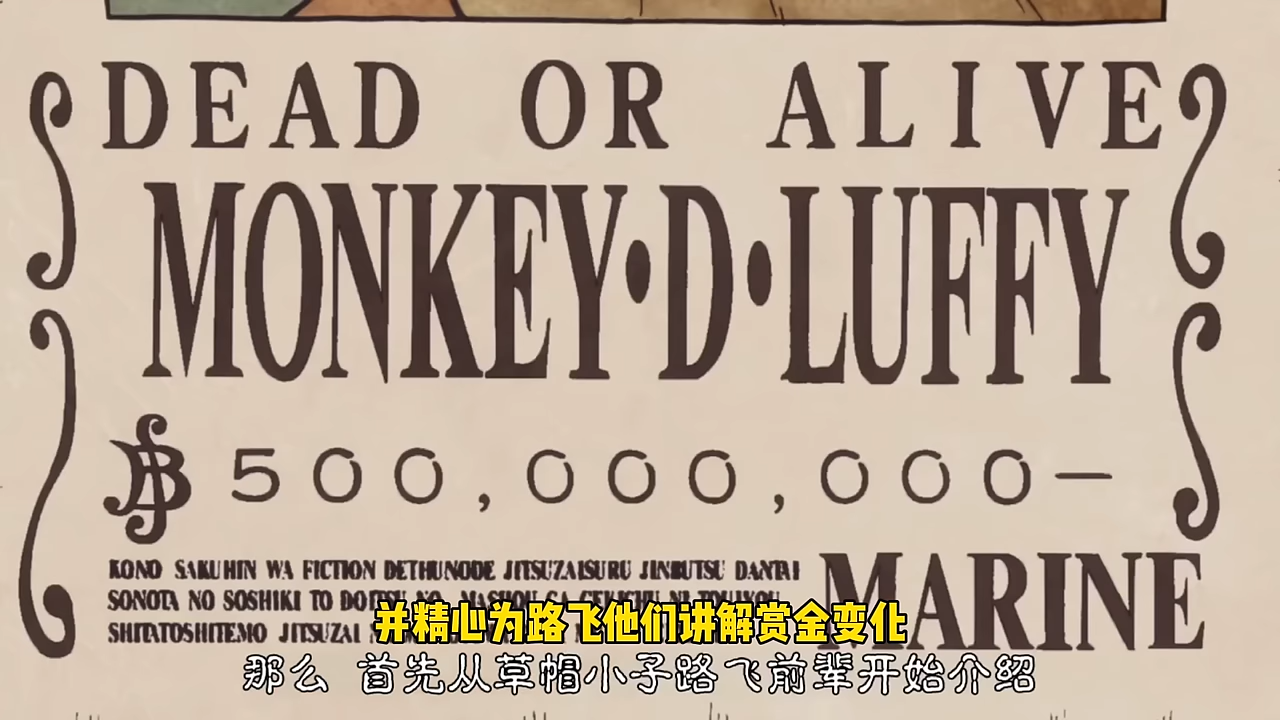 DEAD OR ALIVE
MONKEY·D·LUFFY
฿500,000,000—
KONO SAKUHIN WA FICTION DETHUNODE JITSUZAISURU JINBUTSU DANTAI
SONOTA NO SOSHIKI TO DOITSU NO
SHITATOSHITEMO JITSUZAI
MARINE
并精心为路飞他们讲解赏金变化
那么 首先从草帽小子路飞前辈开始介绍